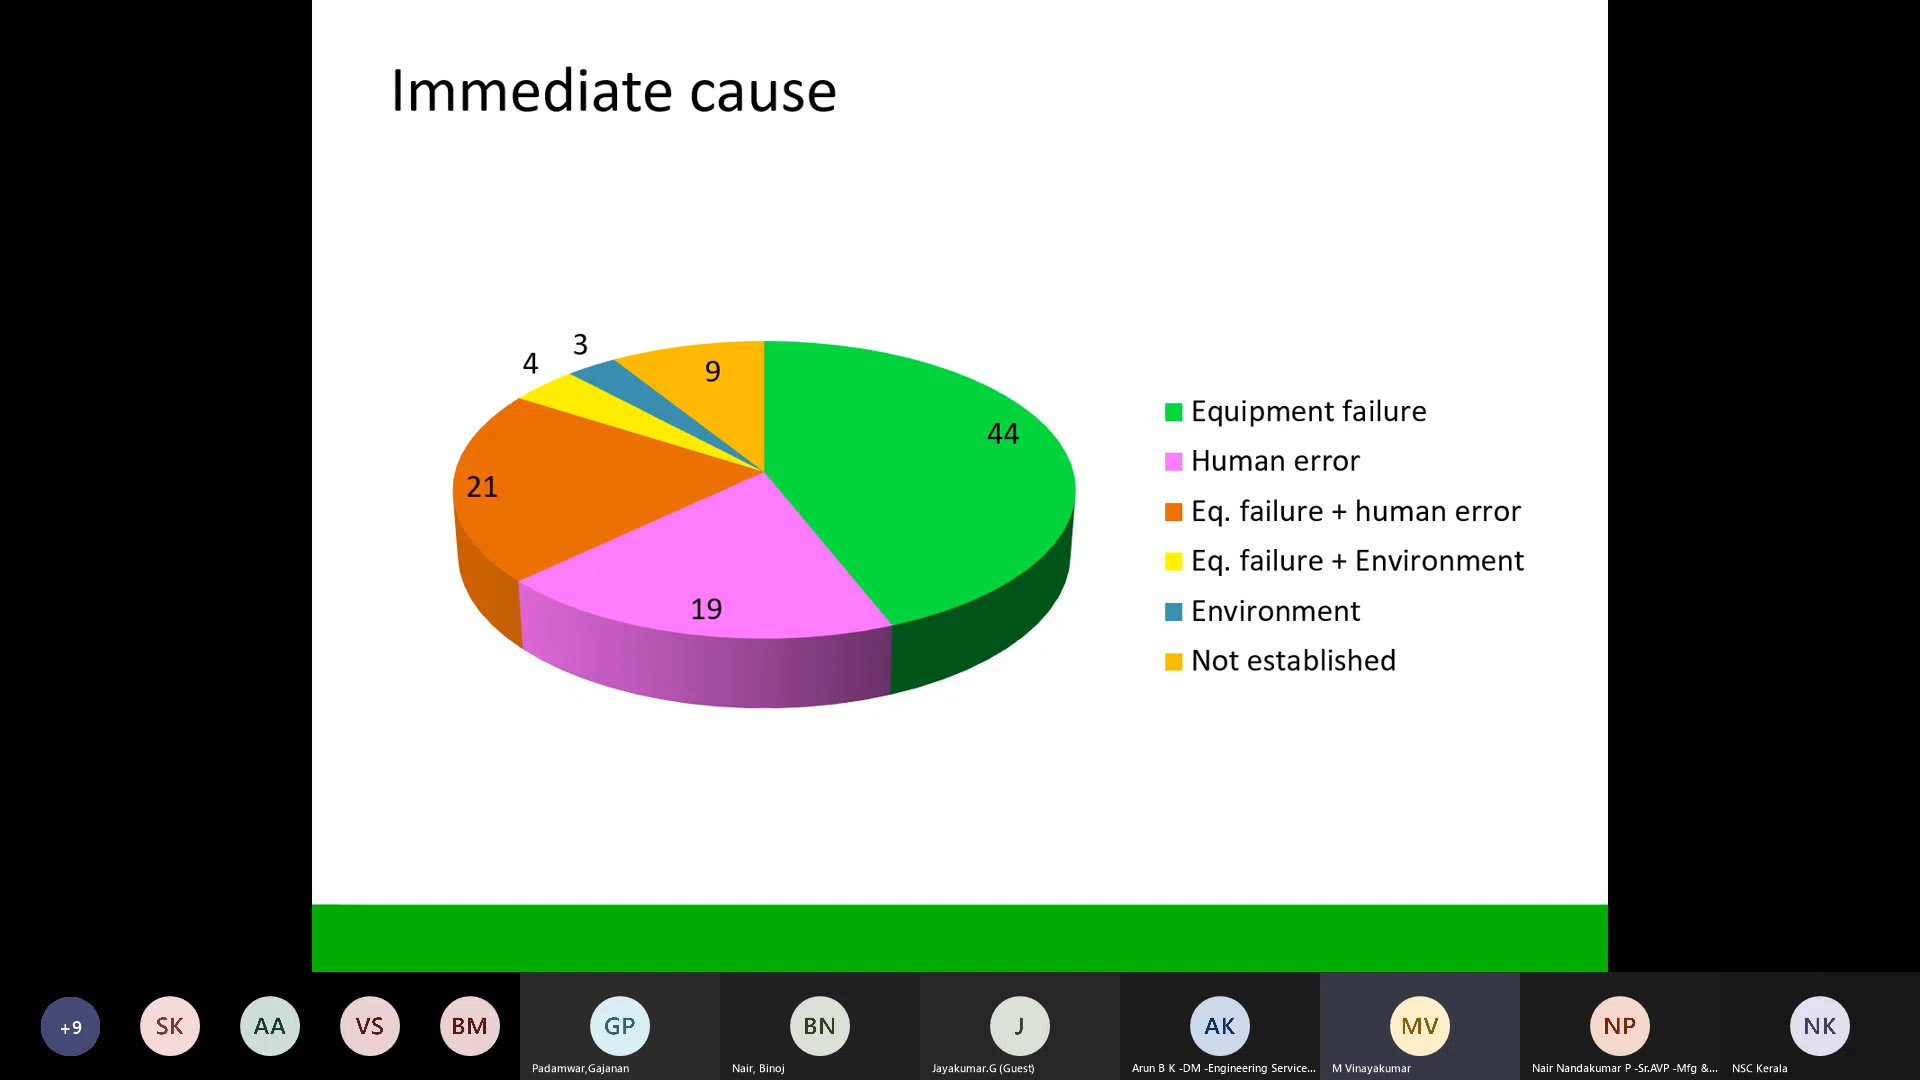 Immediate cause
3
4
9
44
21
19
Equipment failure
Human error
Eq. failure + human error
Eq. failure + Environment
Environment
Not established
+9
SK
AA
VS
BM
GP
BN
J
AK
MV
NP
NK
Padamwar,Gajanan
Nair, Binoj
Jayakumar.G (Guest)
Arun B K -DM -Engineering Service...
M Vinayakumar
Nair Nandakumar P -Sr.AVP -Mfg &...
NSC Kerala